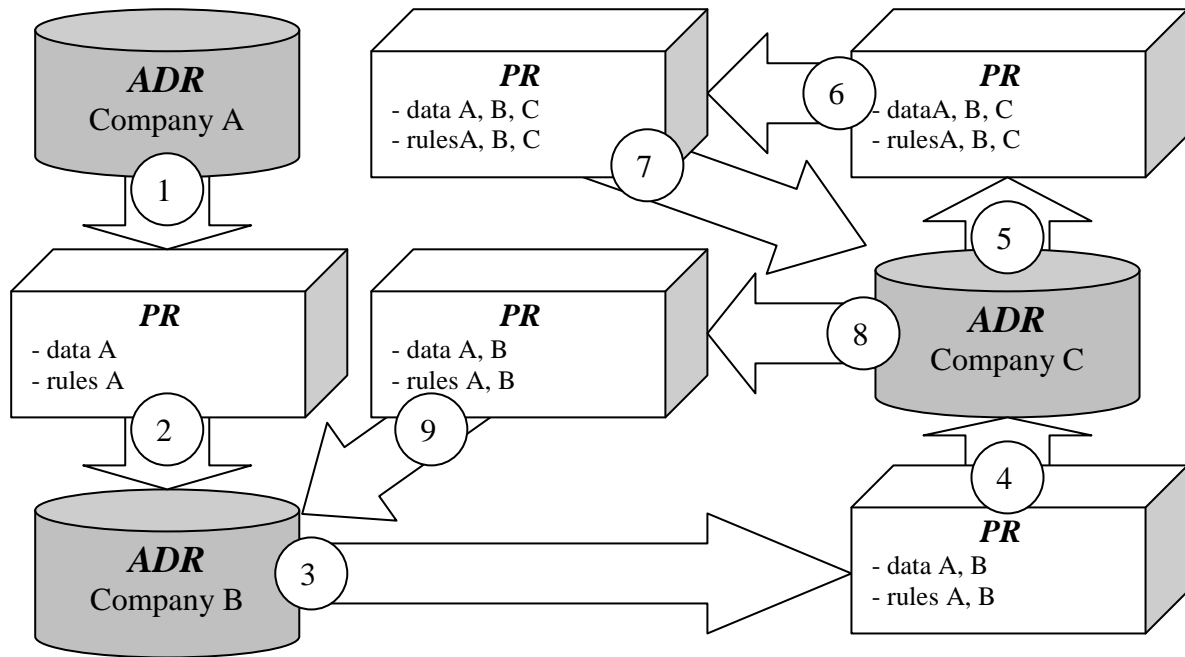 ADR
Company A
1
PR
- data A, B, C
- rulesA, B, C
6
PR
- dataA, B, C
- rulesA, B, C
7
5
PR
- data A
- rules A
2
PR
- data A, B
- rules A, B
9
8
ADR
Company C
4
ADR
Company B
3
PR
- data A, B
- rules A, B